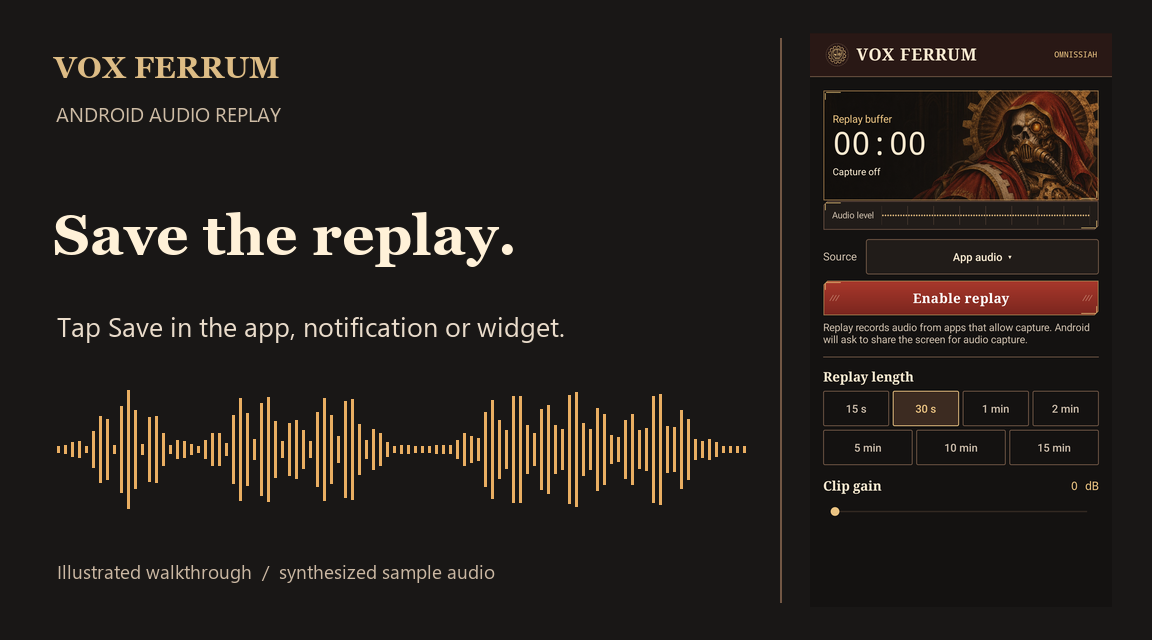 VOX FERRUM
ANDROID AUDIO REPLAY
Save the replay.
Tap Save in the app, notification or widget.
Illustrated walkthrough / synthesized sample audio
VOX FERRUM
OMNISSIAH
Replay buffer
00:00
Capture off
Audio level
Source
App audio
Enable replay
Replay records audio from apps that allow capture. Android
will ask to share the screen for audio capture.
Replay length
15 s
30 s
1 min
2 min
5 min
10 min
15 min
Clip gain
0 dB